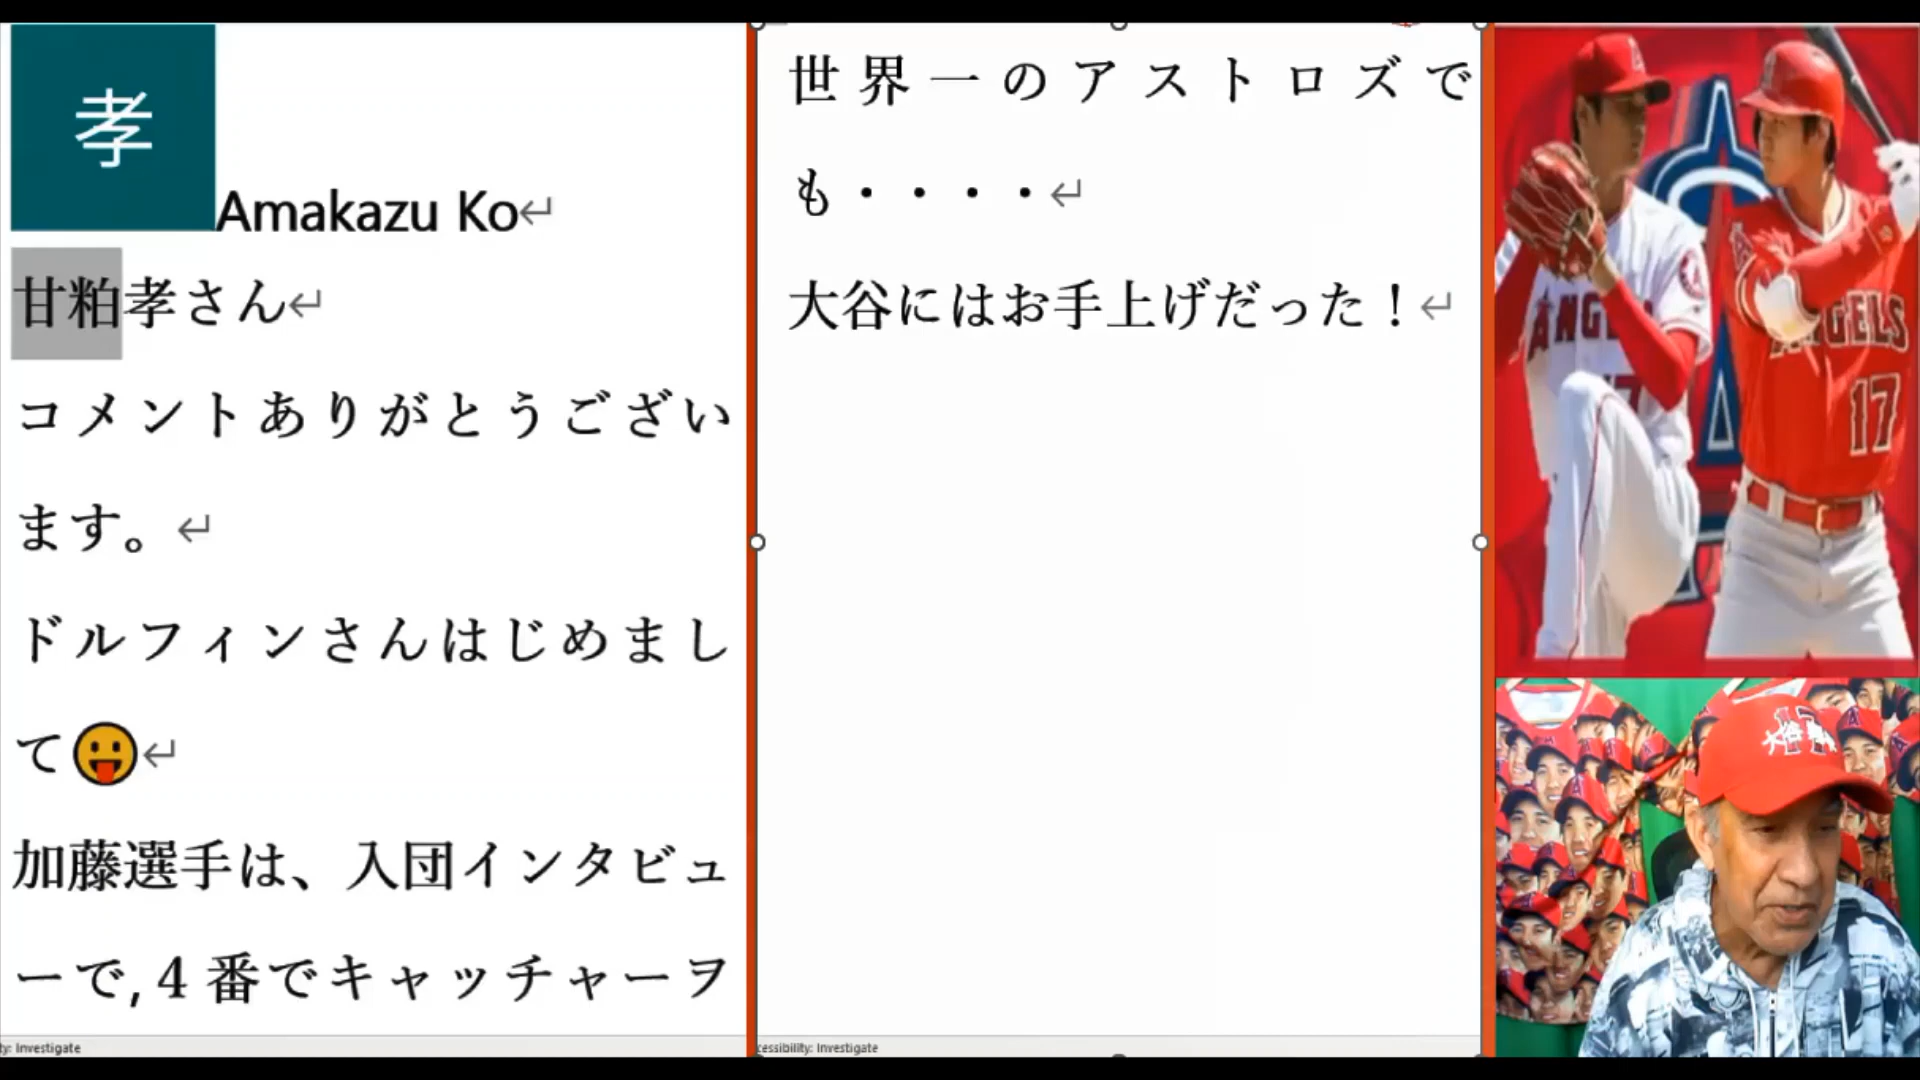 孝
Amakazu Ko
甘粕孝さん
コメントありがとうござい
ます。
ドルフィンさんはじめまし
て😛
加藤選手は、入団インタビュ
ーで,4番でキャッチャーヲ
世界一のアストロズで
も・・・・
大谷にはお手上げだった！
ANGELS
17
ty: Investigate
cessibility: Investigate